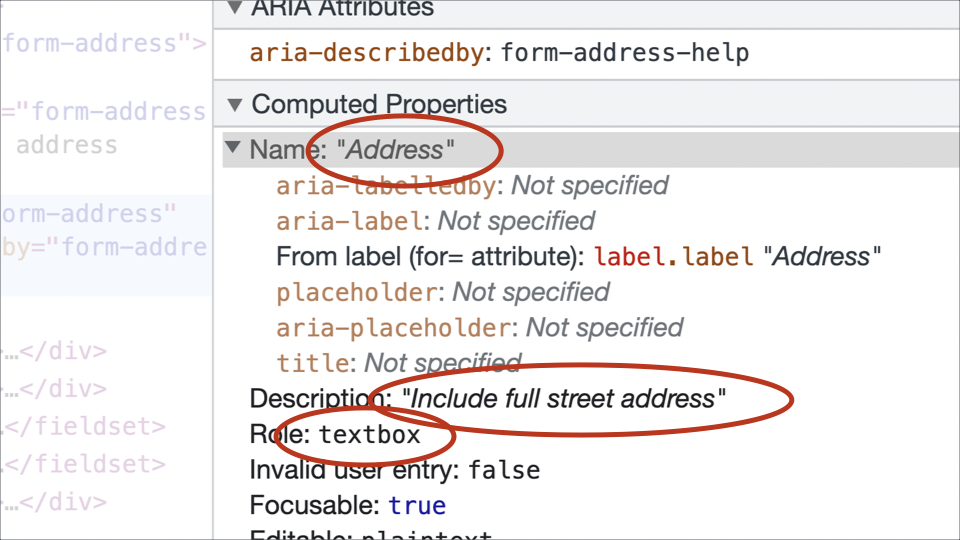 form-address">
="form-address
address
orm-address"
by="form-addre
…</div>
…</div>
…</fieldset>
…</fieldset>
…</div>
▼ ARIA Attributes
aria-describedby: form-address-help
▼ Computed Properties
▼ Name: "Address"
aria-labelledby: Not specified
aria-label: Not specified
From label (for= attribute): label.label "Address"
placeholder: Not specified
aria-placeholder: Not specified
title: Not specified
Description: "Include full street address"
Role: textbox
Invalid user entry: false
Focusable: true
Editable: plaintext